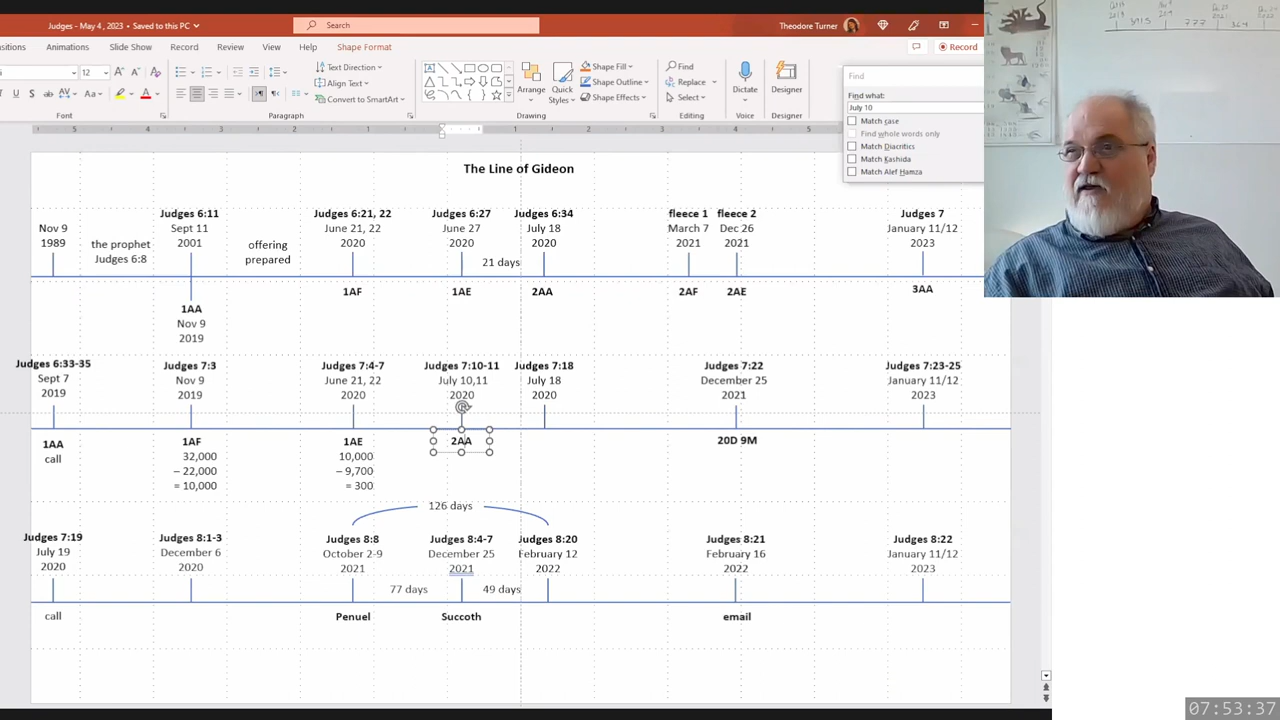 Judges - May 4, 2023 • Saved to this PC
Search
Theodore Turner
sitions Animations Slide Show Record Review View Help Shape Format
Record
12
Text Direction
Align Text
Convert to SmartArt
Arrange
Quick
Styles
Shape Fill
Shape Outline
Shape Effects
Find
Replace
Select
Dictate
Designer
Font
Paragraph
Drawing
Editing
Voice
Designer
Find
Find what:
July 10
Match case
Find whole words only
Match Diacritics
Match Kashida
Match Alef Hamza
The Line of Gideon
Nov 9
1989
the prophet
Judges 6:8
Judges 6:11
Sept 11
2001
offering
prepared
Judges 6:21, 22
June 21, 22
2020
Judges 6:27
June 27
2020
21 days
Judges 6:34
July 18
2020
fleece 1
March 7
2021
fleece 2
Dec 26
2021
Judges 7
January 11/12
2023
1AA
Nov 9
2019
1AF
1AE
2AA
2AF
2AE
3AA
Judges 6:33-35
Sept 7
2019
Judges 7:3
Nov 9
2019
Judges 7:4-7
June 21, 22
2020
Judges 7:10-11
July 10,11
2020
Judges 7:18
July 18
2020
Judges 7:22
December 25
2021
Judges 7:23-25
January 11/12
2023
1AA
call
1AF
32,000
– 22,000
= 10,000
1AE
10,000
– 9,700
= 300
2AA
20D 9M
126 days
Judges 7:19
July 19
2020
Judges 8:1-3
December 6
2020
Judges 8:8
October 2-9
2021
77 days
Judges 8:4-7
December 25
2021
49 days
Judges 8:20
February 12
2022
Judges 8:21
February 16
2022
Judges 8:22
January 11/12
2023
call
Penuel
Succoth
email
07:53:37